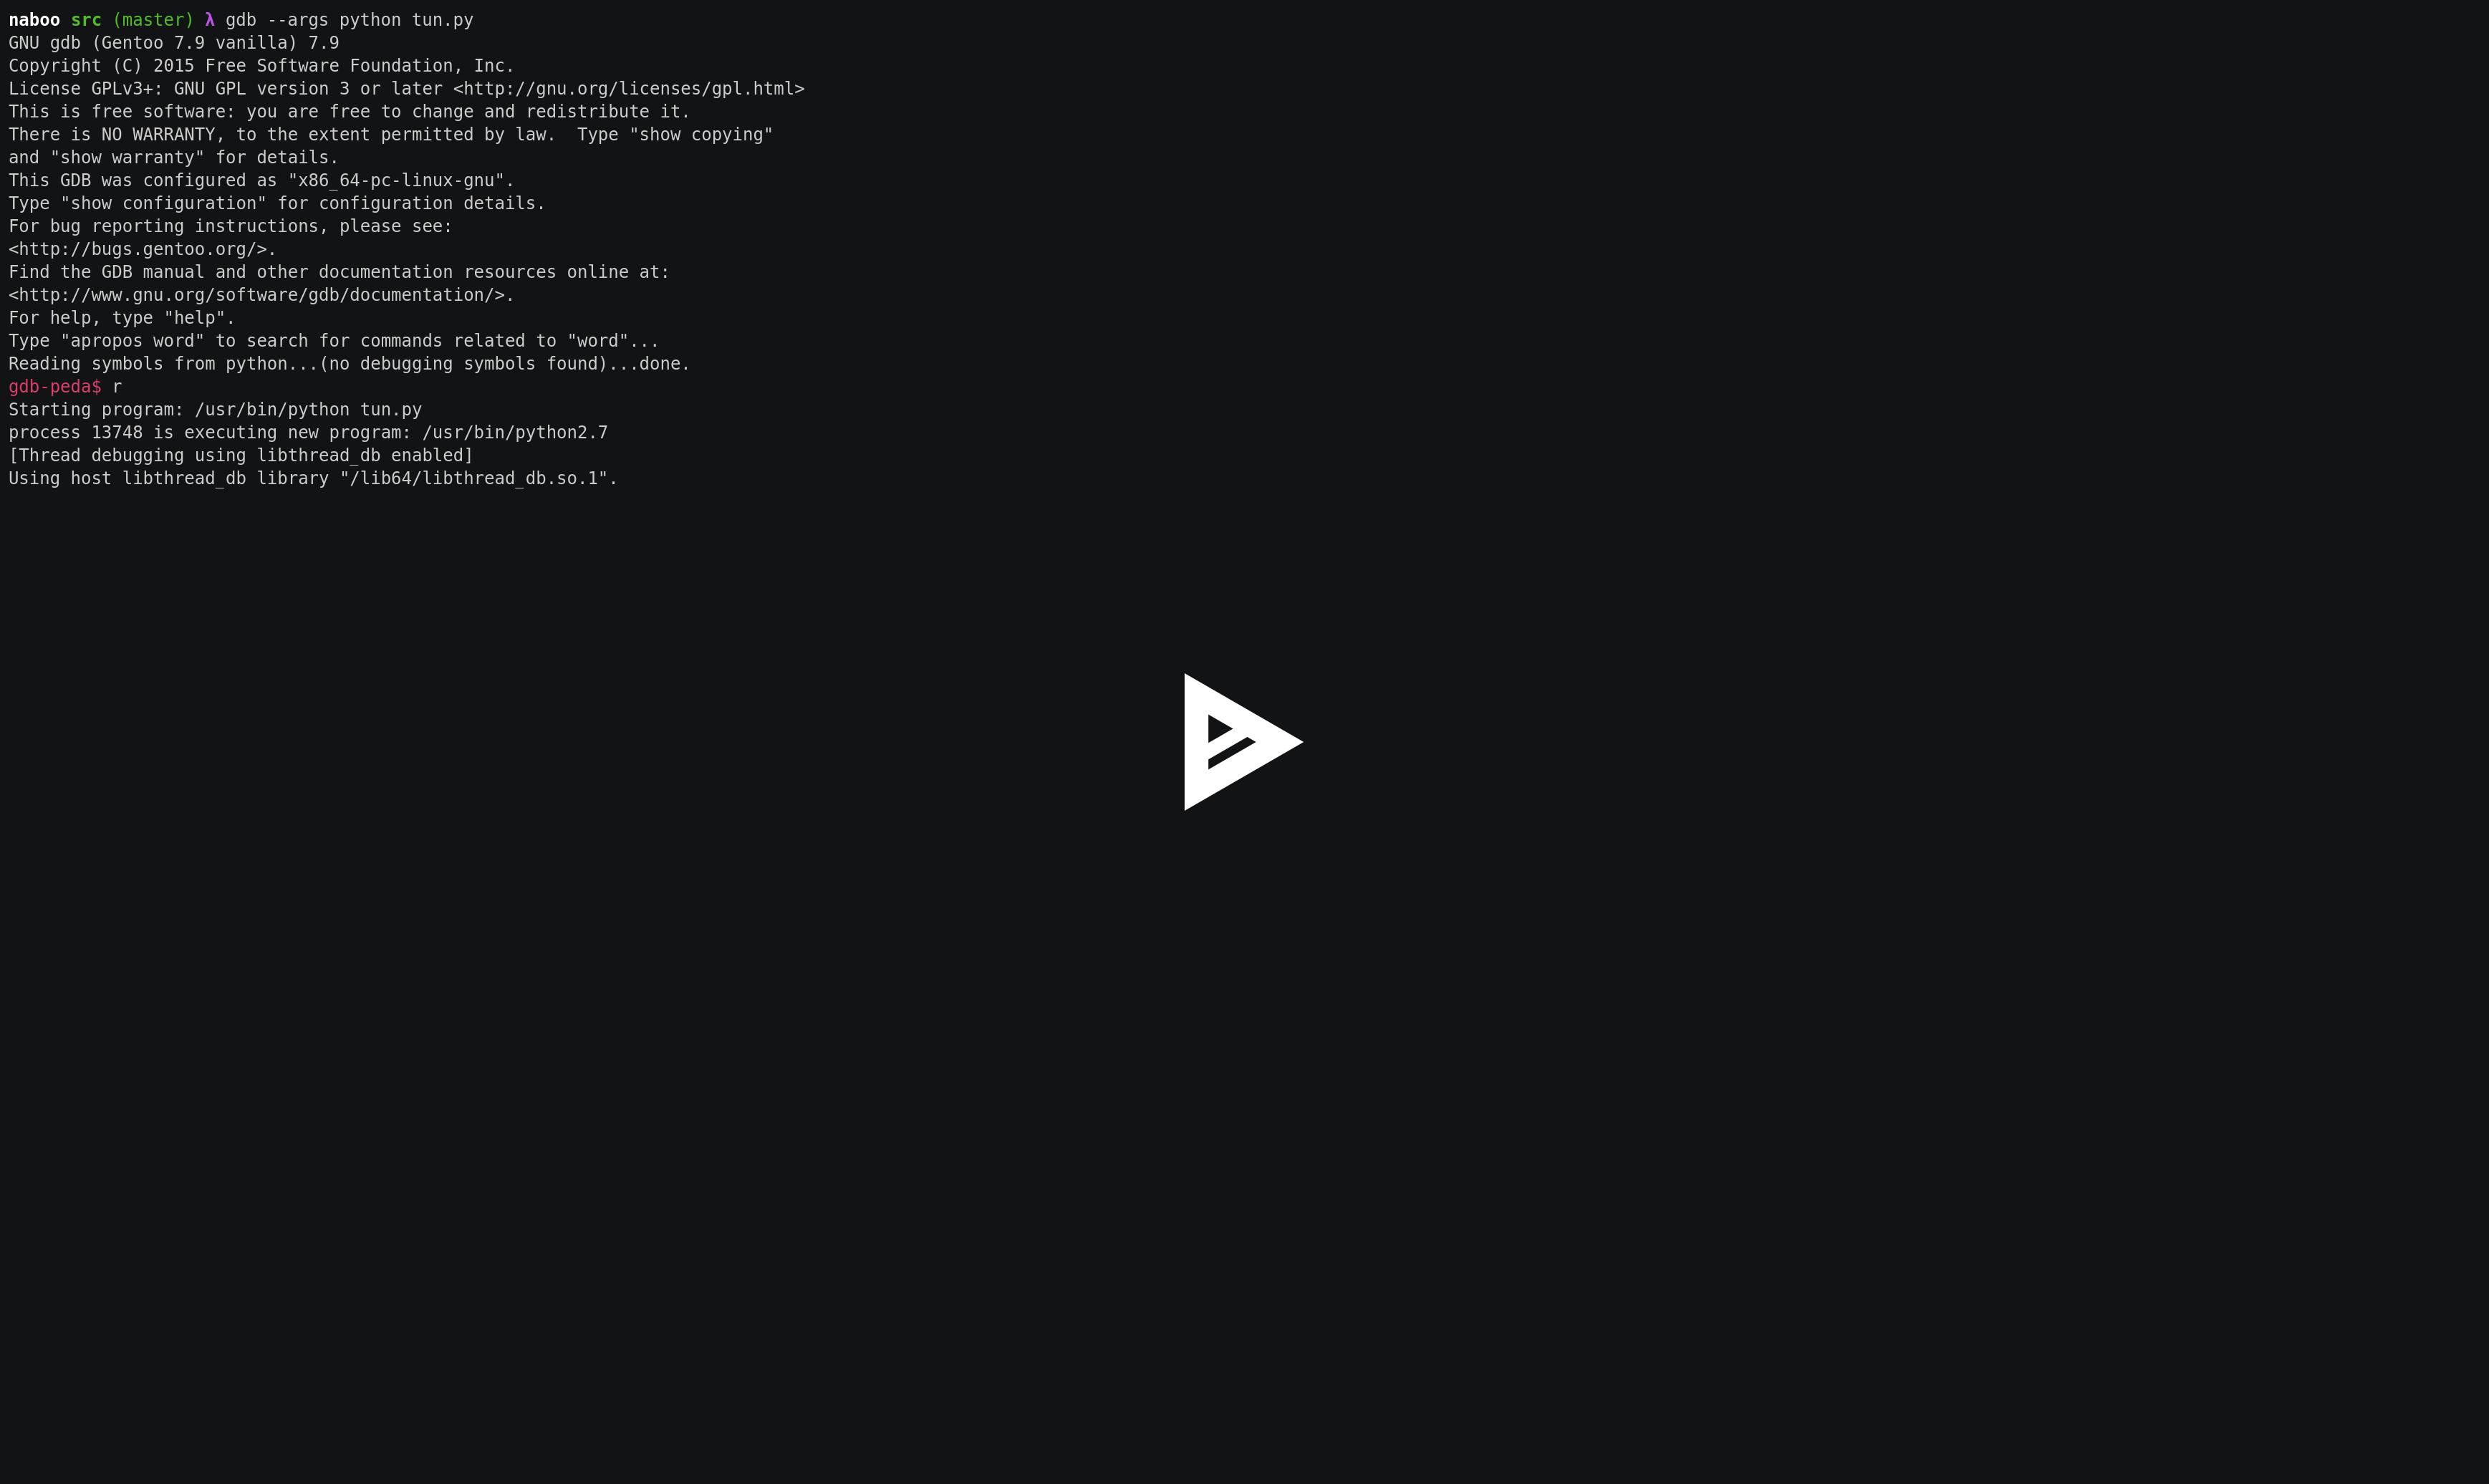 naboo src (master) λ gdb --args python tun.py
GNU gdb (Gentoo 7.9 vanilla) 7.9
Copyright (C) 2015 Free Software Foundation, Inc.
License GPLv3+: GNU GPL version 3 or later <http://gnu.org/licenses/gpl.html>
This is free software: you are free to change and redistribute it.
There is NO WARRANTY, to the extent permitted by law.  Type "show copying"
and "show warranty" for details.
This GDB was configured as "x86_64-pc-linux-gnu".
Type "show configuration" for configuration details.
For bug reporting instructions, please see:
<http://bugs.gentoo.org/>.
Find the GDB manual and other documentation resources online at:
<http://www.gnu.org/software/gdb/documentation/>.
For help, type "help".
Type "apropos word" to search for commands related to "word"...
Reading symbols from python...(no debugging symbols found)...done.
gdb-peda$ r
Starting program: /usr/bin/python tun.py
process 13748 is executing new program: /usr/bin/python2.7
[Thread debugging using libthread_db enabled]
Using host libthread_db library "/lib64/libthread_db.so.1".